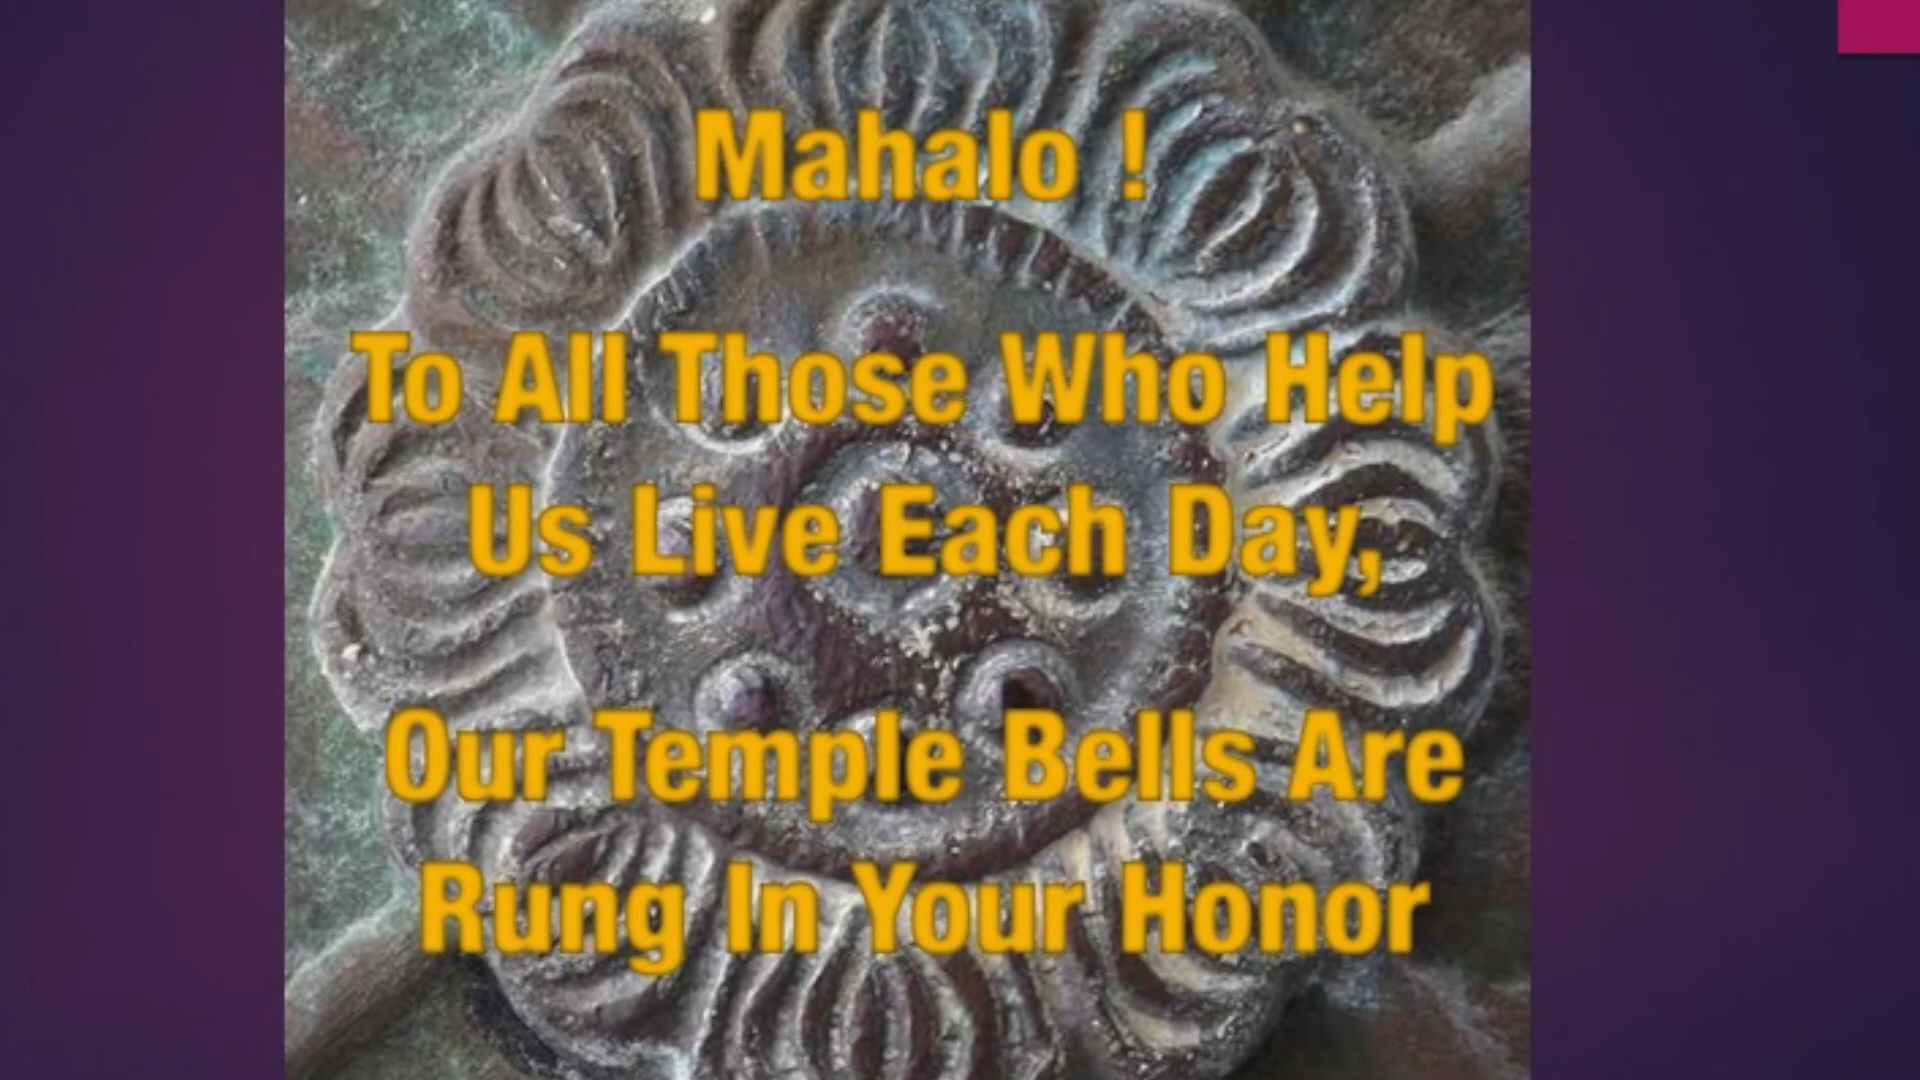 Mahalo !
To All Those Who Help
Us Live Each Day,
Our Temple Bells Are
Rung In Your Honor